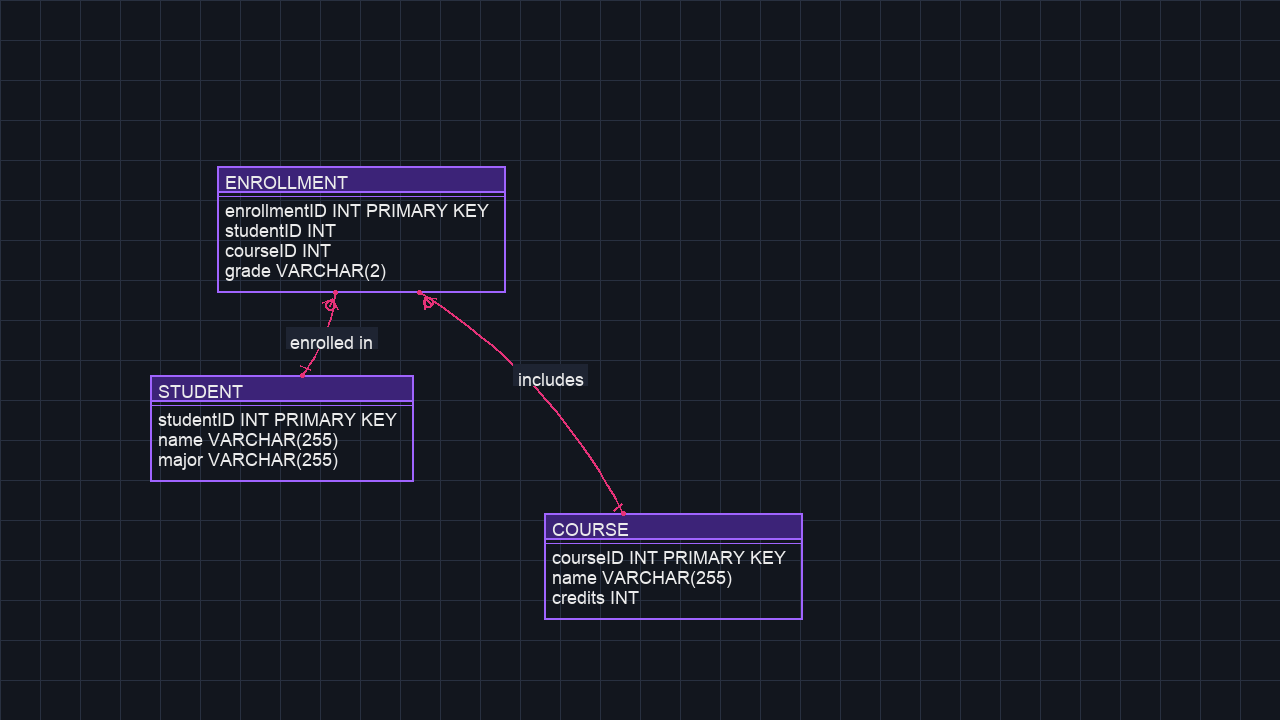 ENROLLMENT
enrollmentID INT PRIMARY KEY
studentID INT
courseID INT
grade VARCHAR(2)
enrolled in
STUDENT
studentID INT PRIMARY KEY
name VARCHAR(255)
major VARCHAR(255)
includes
COURSE
courseID INT PRIMARY KEY
name VARCHAR(255)
credits INT